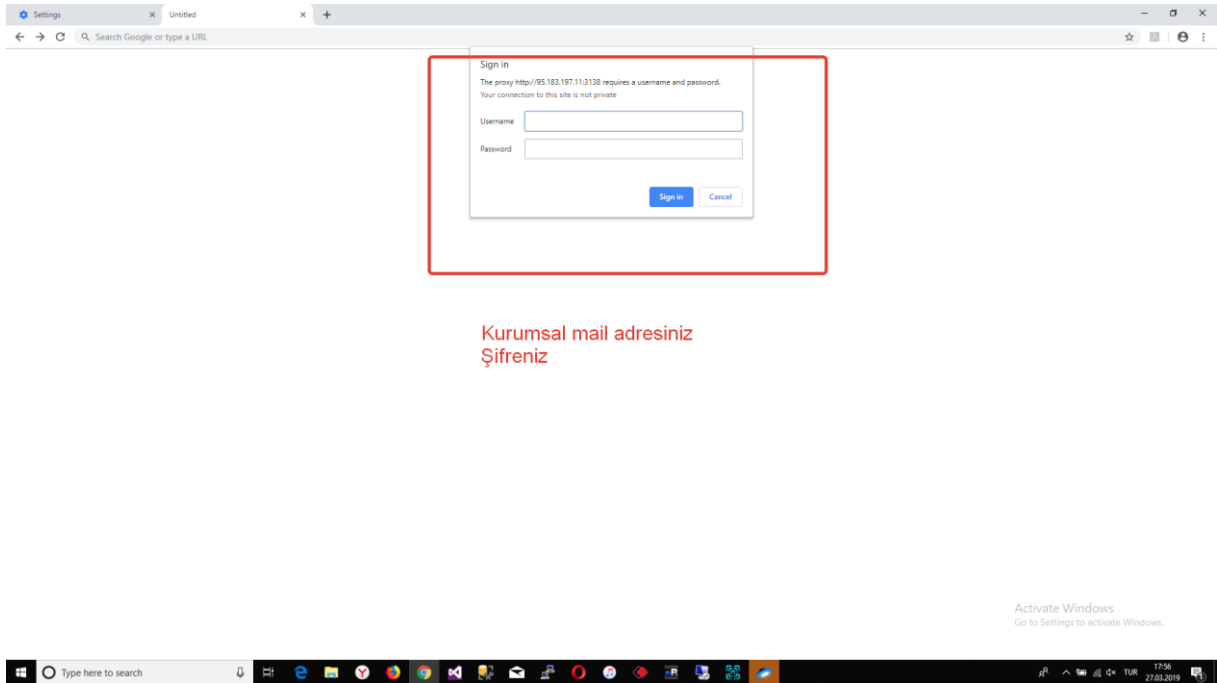 Settings
Untitled
Search Google or type a URL
Sign in
The proxy http://95.183.197.11:3138 requires a username and password.
Your connection to this site is not private
Username
Password
Sign in Cancel
Kurumsal mail adresiniz
Şifreniz
Activate Windows
Go to Settings to activate Windows.
Type here to search
TUR
17:56
27.03.2019